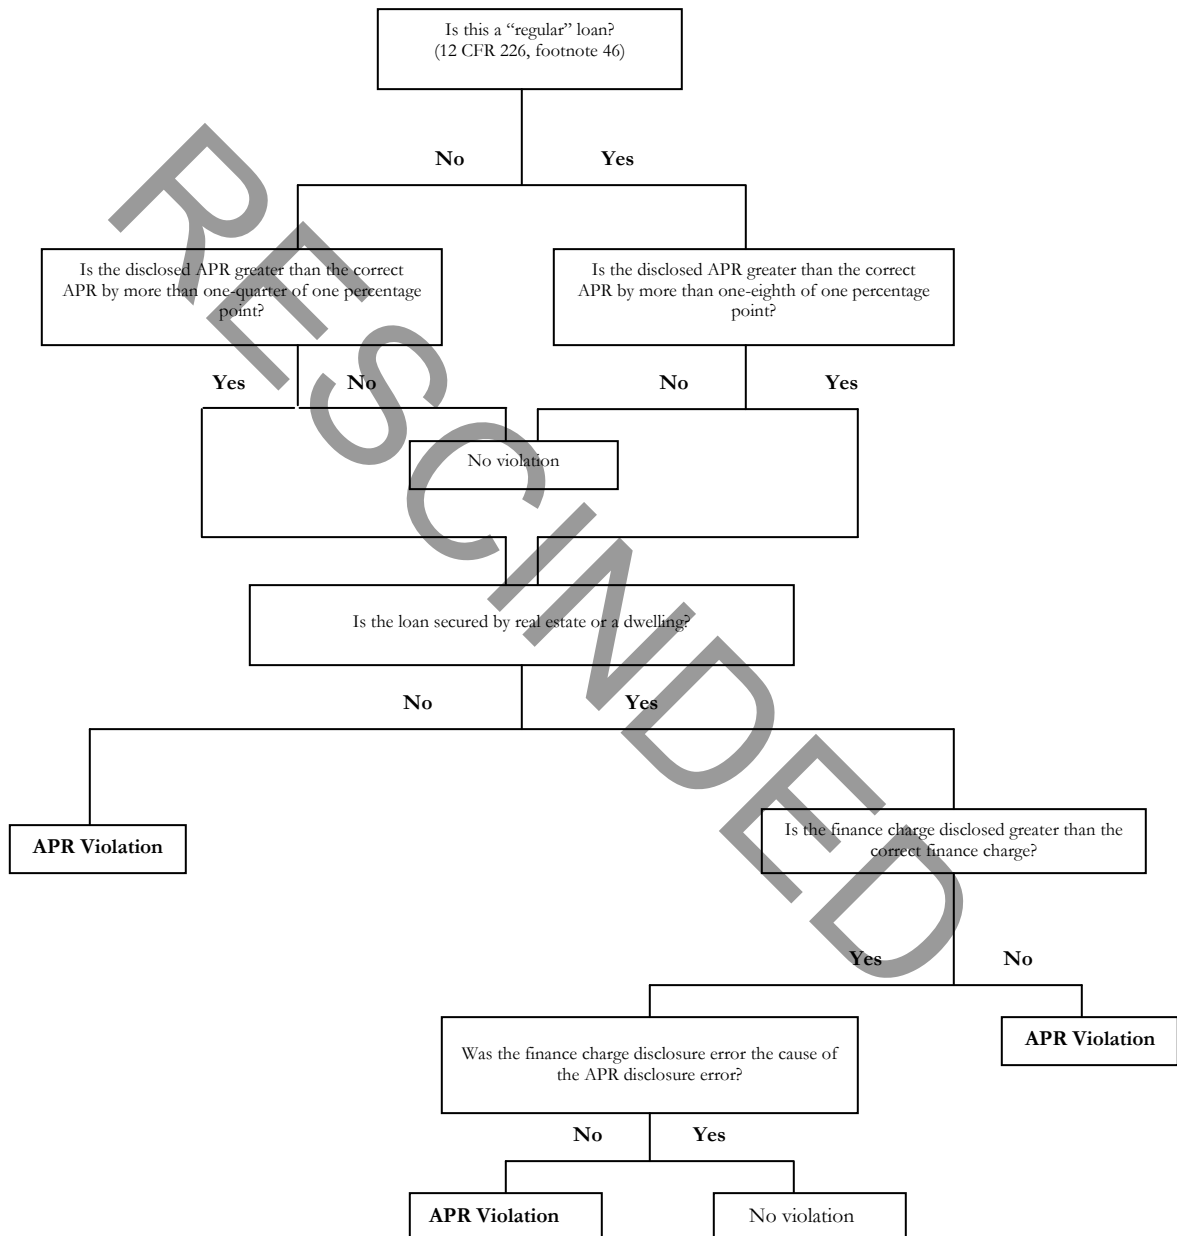 Is this a “regular” loan?
(12 CFR 226, footnote 46)
No
Yes
Is the disclosed APR greater than the correct
APR by more than one-quarter of one percentage
point?
Is the disclosed APR greater than the correct
APR by more than one-eighth of one percentage
point?
Yes
No
No
Yes
No violation
Is the loan secured by real estate or a dwelling?
No
Yes
APR Violation
Is the finance charge disclosed greater than the
correct finance charge?
Yes
No
Was the finance charge disclosure error the cause of
the APR disclosure error?
APR Violation
No
Yes
APR Violation
No violation
RESCINDED